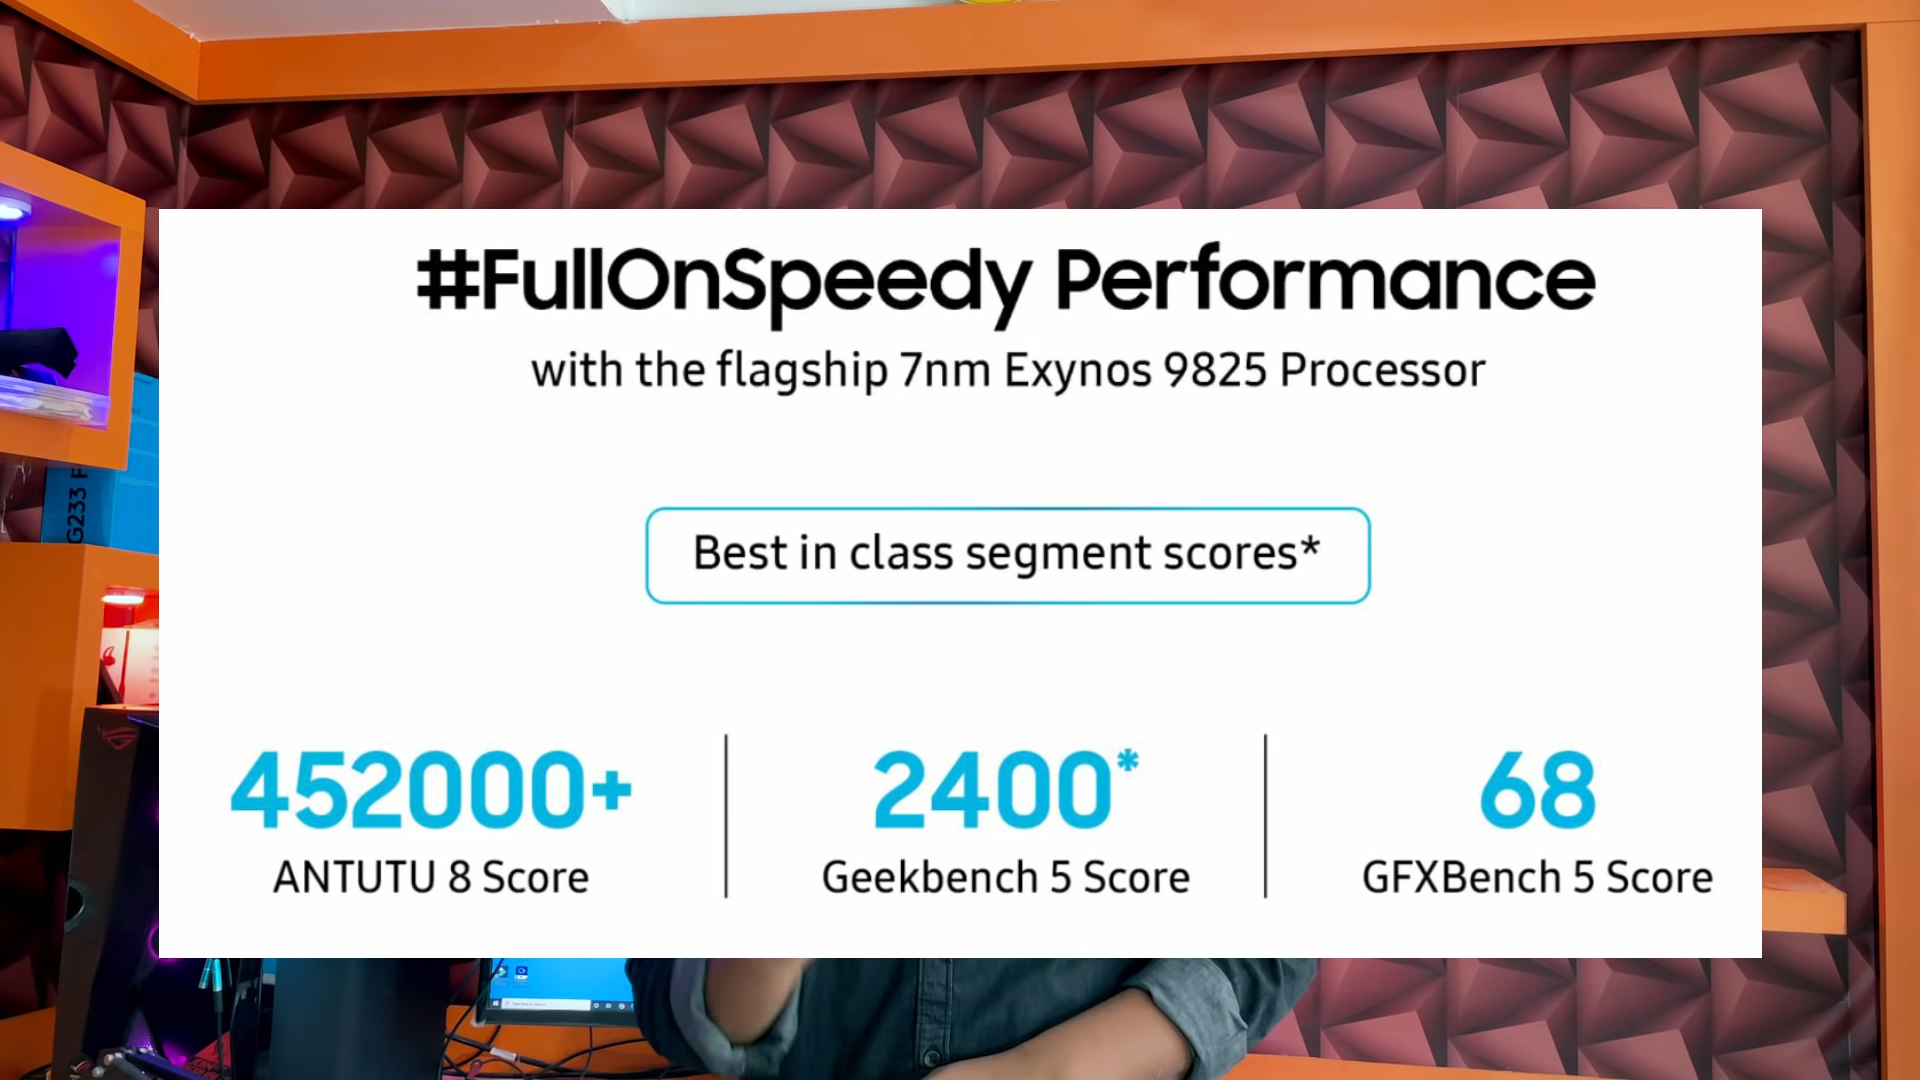 #FullOnSpeedy Performance
with the flagship 7nm Exynos 9825 Processor
G233
Best in class segment scores*
452000+
2400*
68
ANTUTU 8 Score
Geekbench 5 Score
GFXBench 5 Score